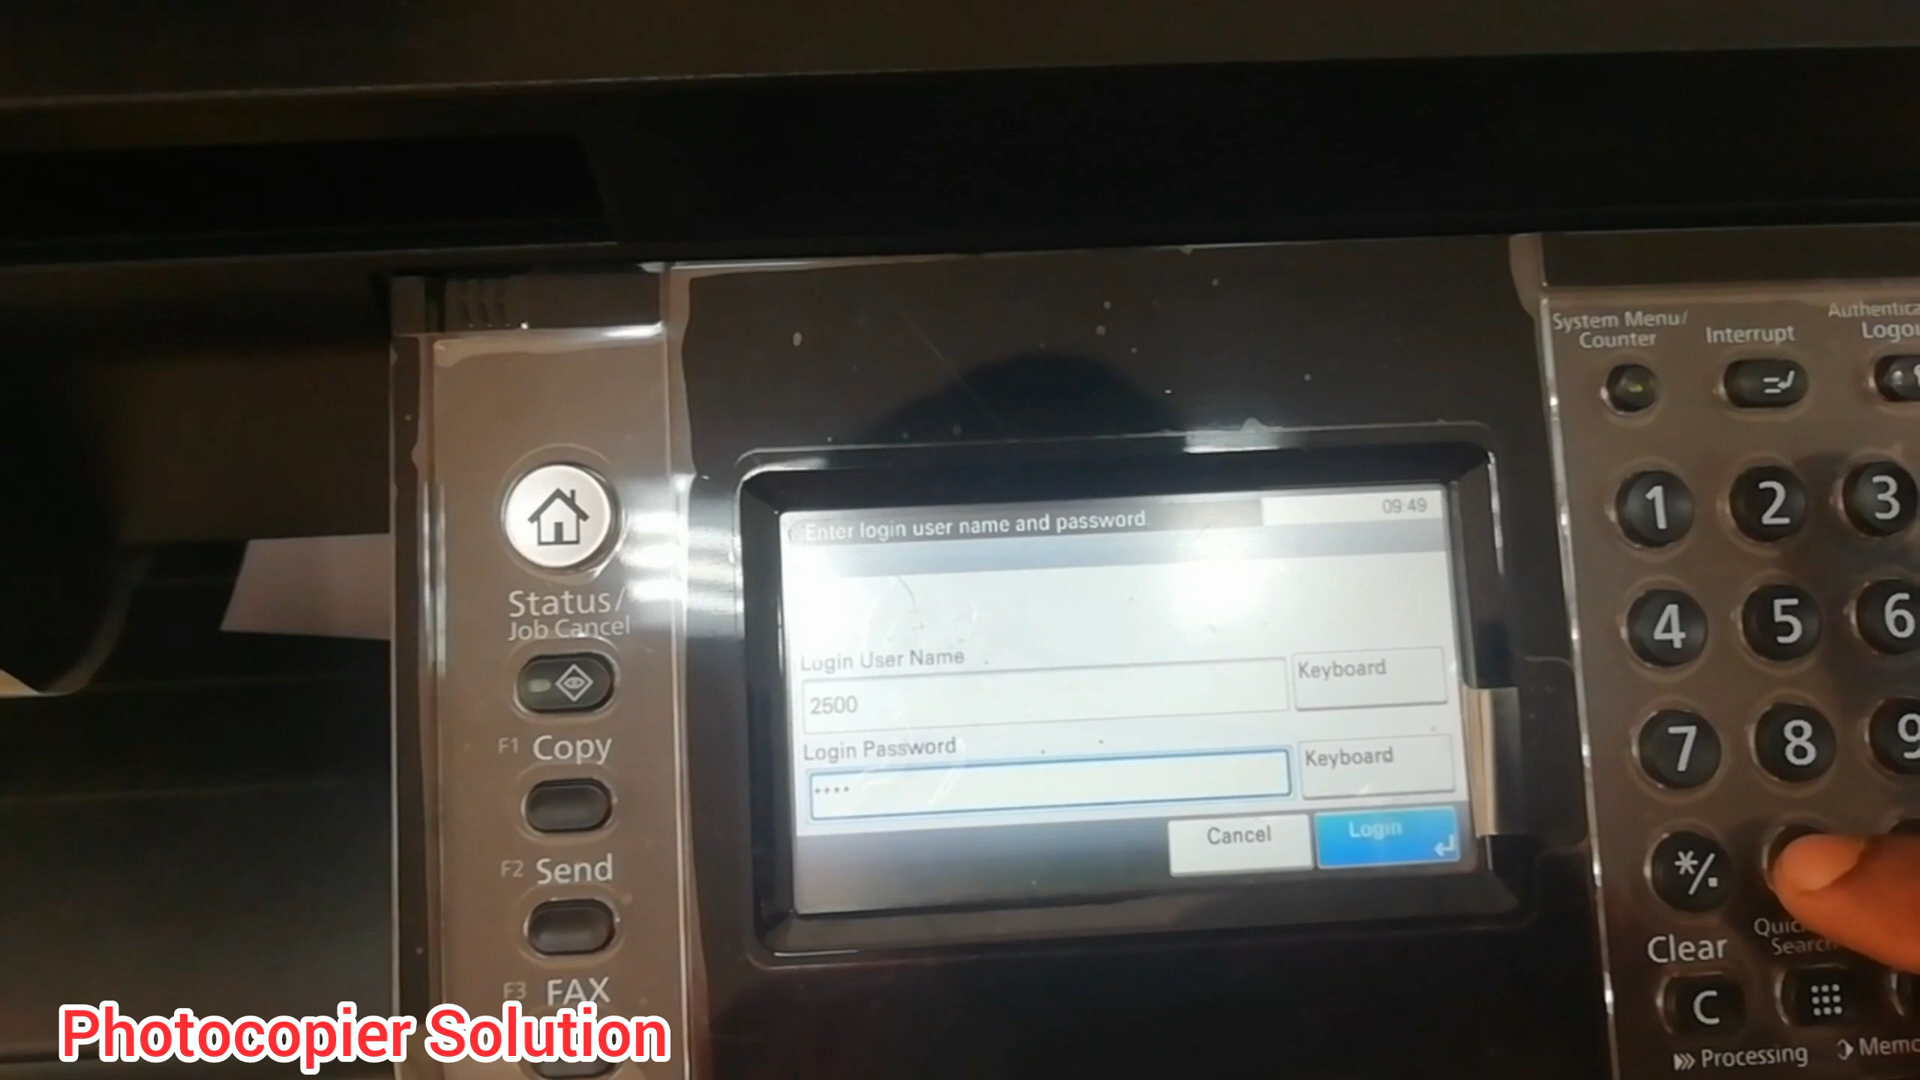 System Menu/
Counter
Interrupt
Enter login user name and password.
09:49
1
2
3
Status/
Job Cancel
Login User Name
2500
Keyboard
4
5
6
F1 Copy
Login Password
****
Keyboard
7
8
9
Cancel
Login
F2 Send
*/.
Clear
Search
F3 FAX
C
Processing
Photocopier Solution